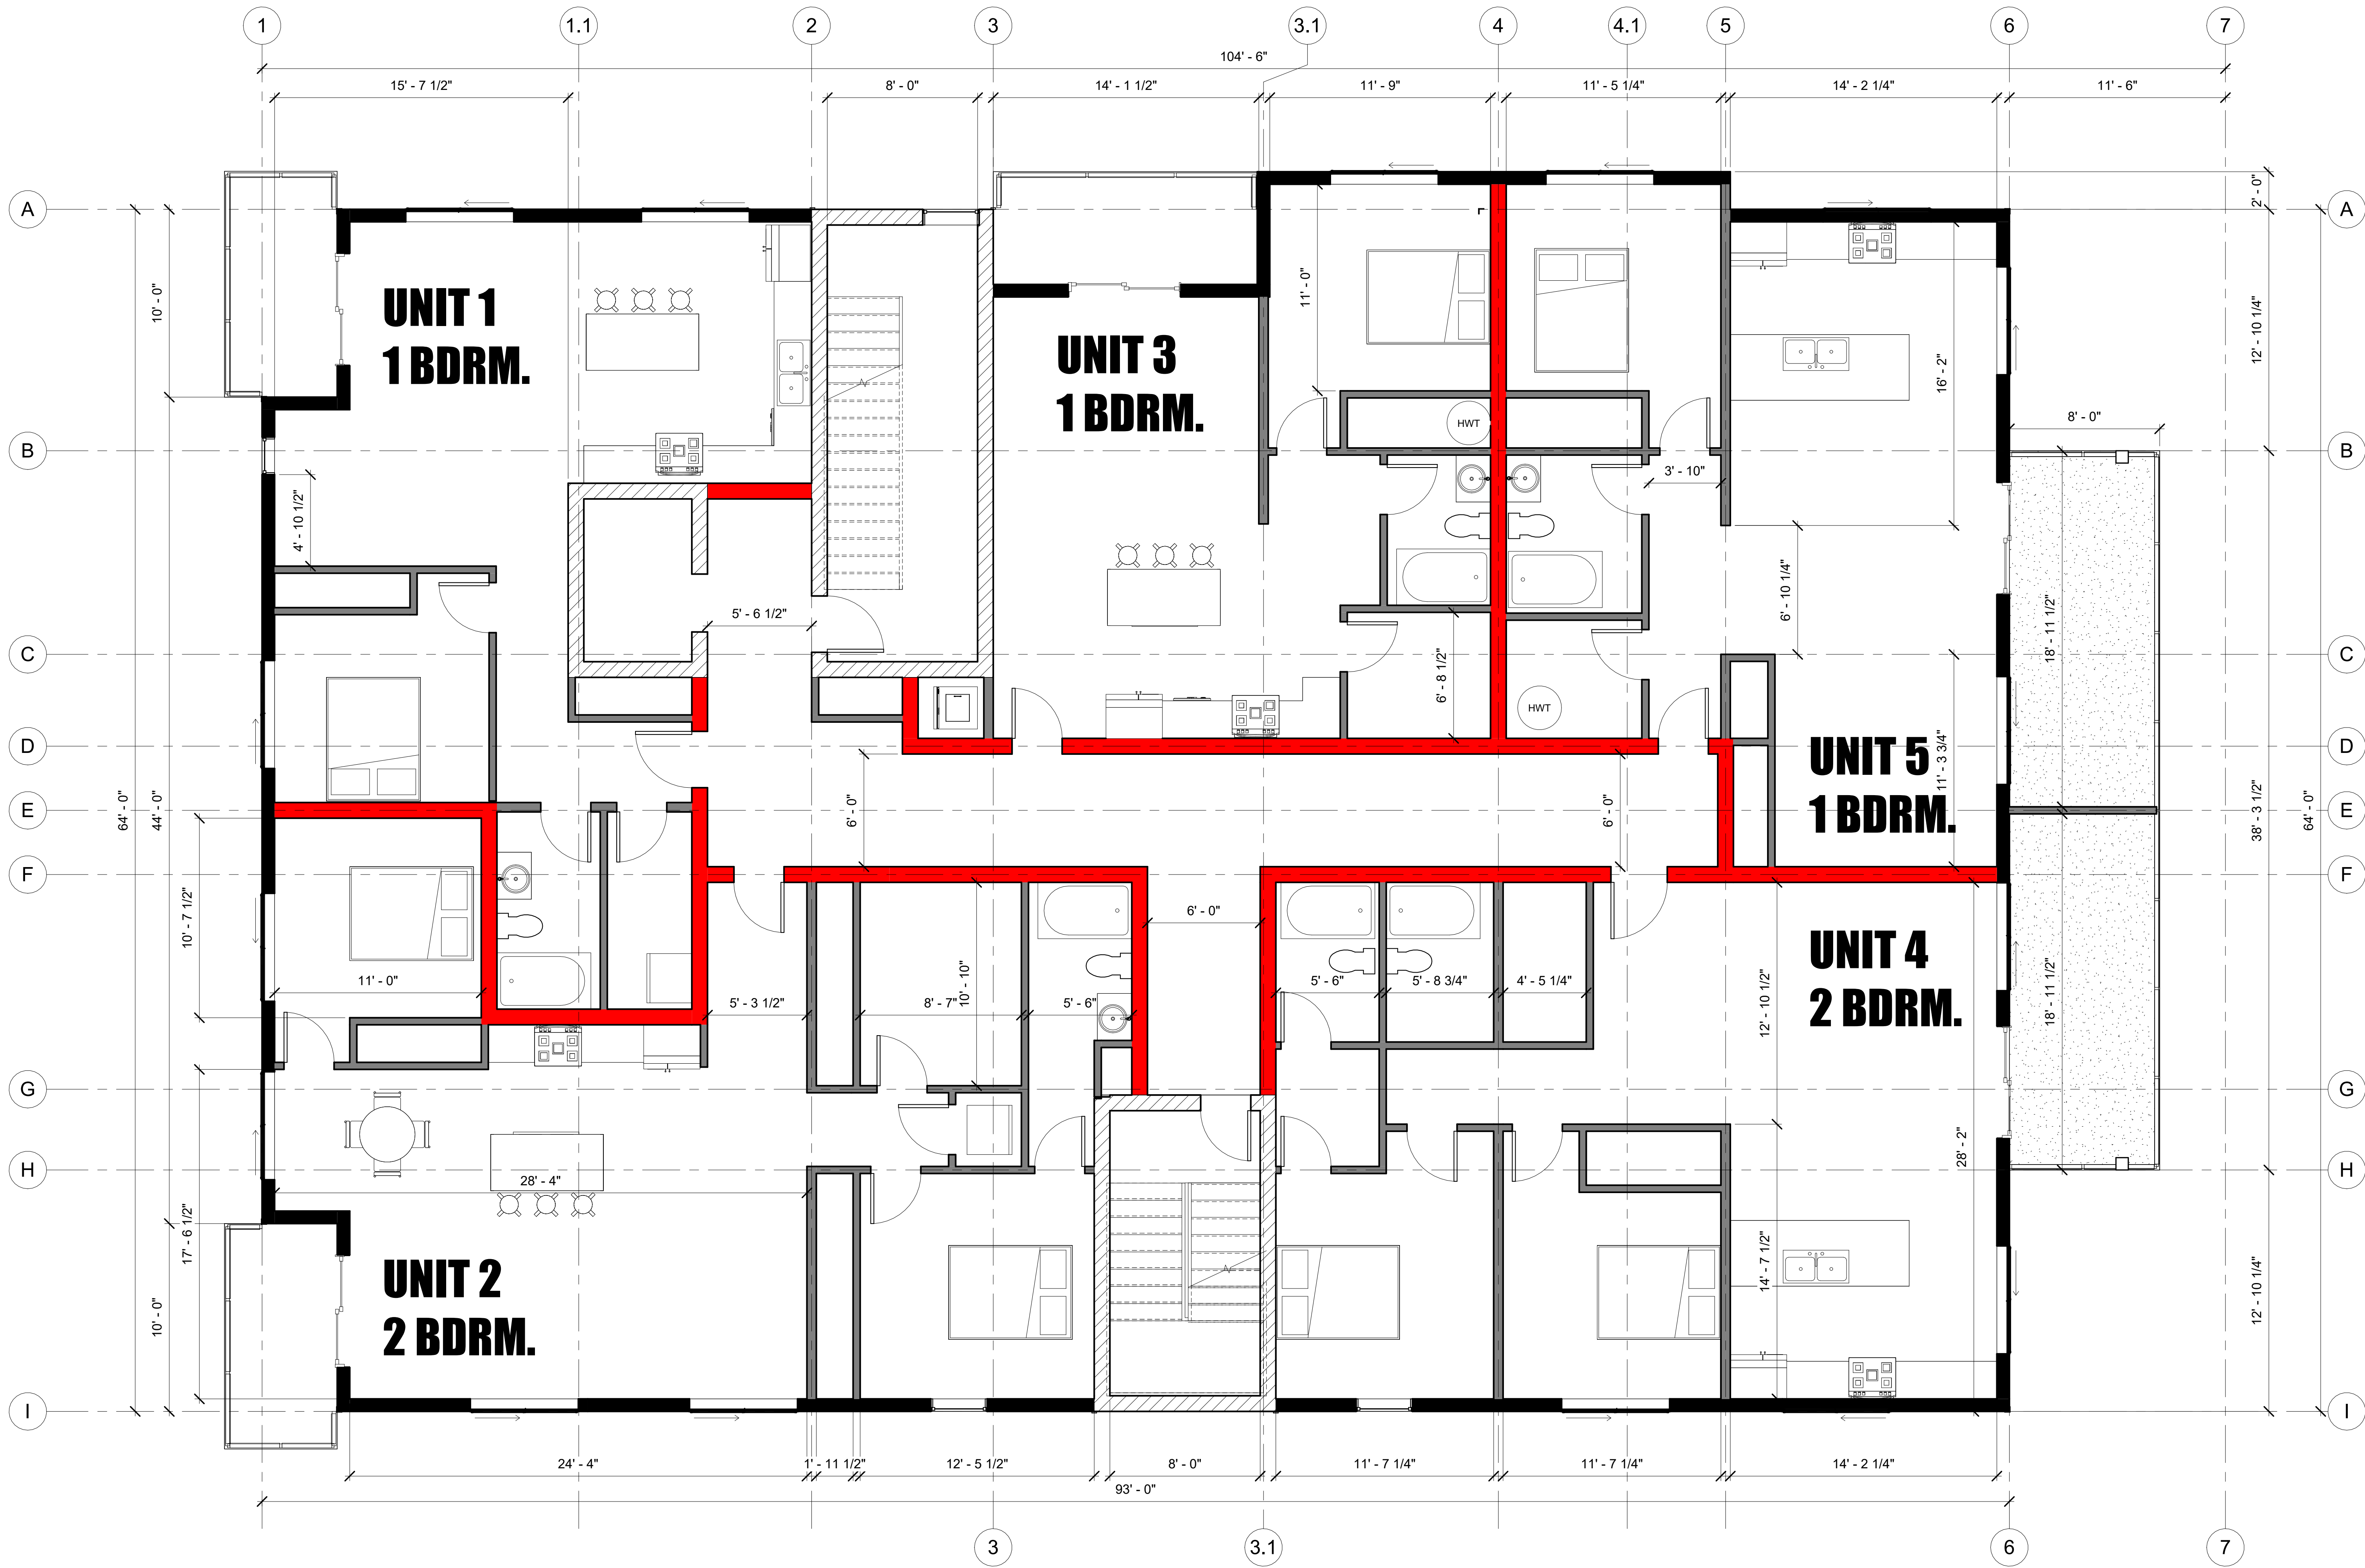 1 1.1 2 3 3.1 4 4.1 5 6 7
104' - 6"
15' - 7 1/2" 8' - 0" 14' - 1 1/2" 11' - 9" 11' - 5 1/4" 14' - 2 1/4" 11' - 6"
2' - 0"
A A
10' - 0"
11' - 0"
12' - 10 1/4"
UNIT 1
1 BDRM.
UNIT 3
1 BDRM.
16' - 2"
8' - 0"
HWT
B B
3' - 10"
4' - 10 1/2"
6' - 10 1/4"
5' - 6 1/2"
18' - 11 1/2"
C C
6' - 8 1/2"
HWT
D D
UNIT 5
1 BDRM.
11' - 3 3/4"
64' - 0"
44' - 0"
6' - 0"
6' - 0"
38' - 3 1/2"
64' - 0"
E E
F F
10' - 7 1/2"
6' - 0"
UNIT 4
2 BDRM.
11' - 0"
5' - 3 1/2"
8' - 7"
10' - 10"
5' - 6"
5' - 6"
5' - 8 3/4"
4' - 5 1/4"
12' - 10 1/2"
18' - 11 1/2"
G G
28' - 2"
H H
28' - 4"
17' - 6 1/2"
14' - 7 1/2"
UNIT 2
2 BDRM.
10' - 0"
12' - 10 1/4"
I I
24' - 4" 1' - 11 1/2" 12' - 5 1/2" 8' - 0" 11' - 7 1/4" 11' - 7 1/4" 14' - 2 1/4"
93' - 0"
3 3.1 6 7